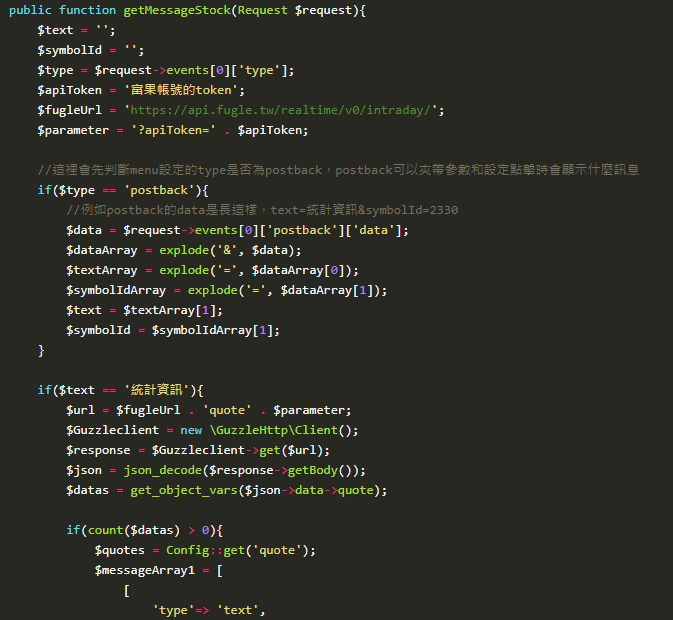 public function getMessageStock(Request $request){
$text = '';
$symbolId = '';
$type = $request->events[0]['type'];
$apiToken = '富果帳號的token';
$fugleUrl = 'https://api.fugle.tw/realtime/v0/intraday/';
$parameter = '?apiToken=' . $apiToken;
//這裡會先判斷menu設定的type是否為postback，postback可以夾帶參數和設定點擊時會顯示什麼訊息
if($type == 'postback'){
//例如postback的data是長這樣，text=統計資訊&symbolId=2330
$data = $request->events[0]['postback']['data'];
$dataArray = explode('&', $data);
$textArray = explode('=', $dataArray[0]);
$symbolIdArray = explode('=', $dataArray[1]);
$text = $textArray[1];
$symbolId = $symbolIdArray[1];
}
if($text == '統計資訊'){
$url = $fugleUrl . 'quote' . $parameter;
$Guzzleclient = new \GuzzleHttp\Client();
$response = $Guzzleclient->get($url);
$json = json_decode($response->getBody());
$datas = get_object_vars($json->data->quote);
if(count($datas) > 0){
$quotes = Config::get('quote');
$messageArray1 = [
[
'type'=> 'text',